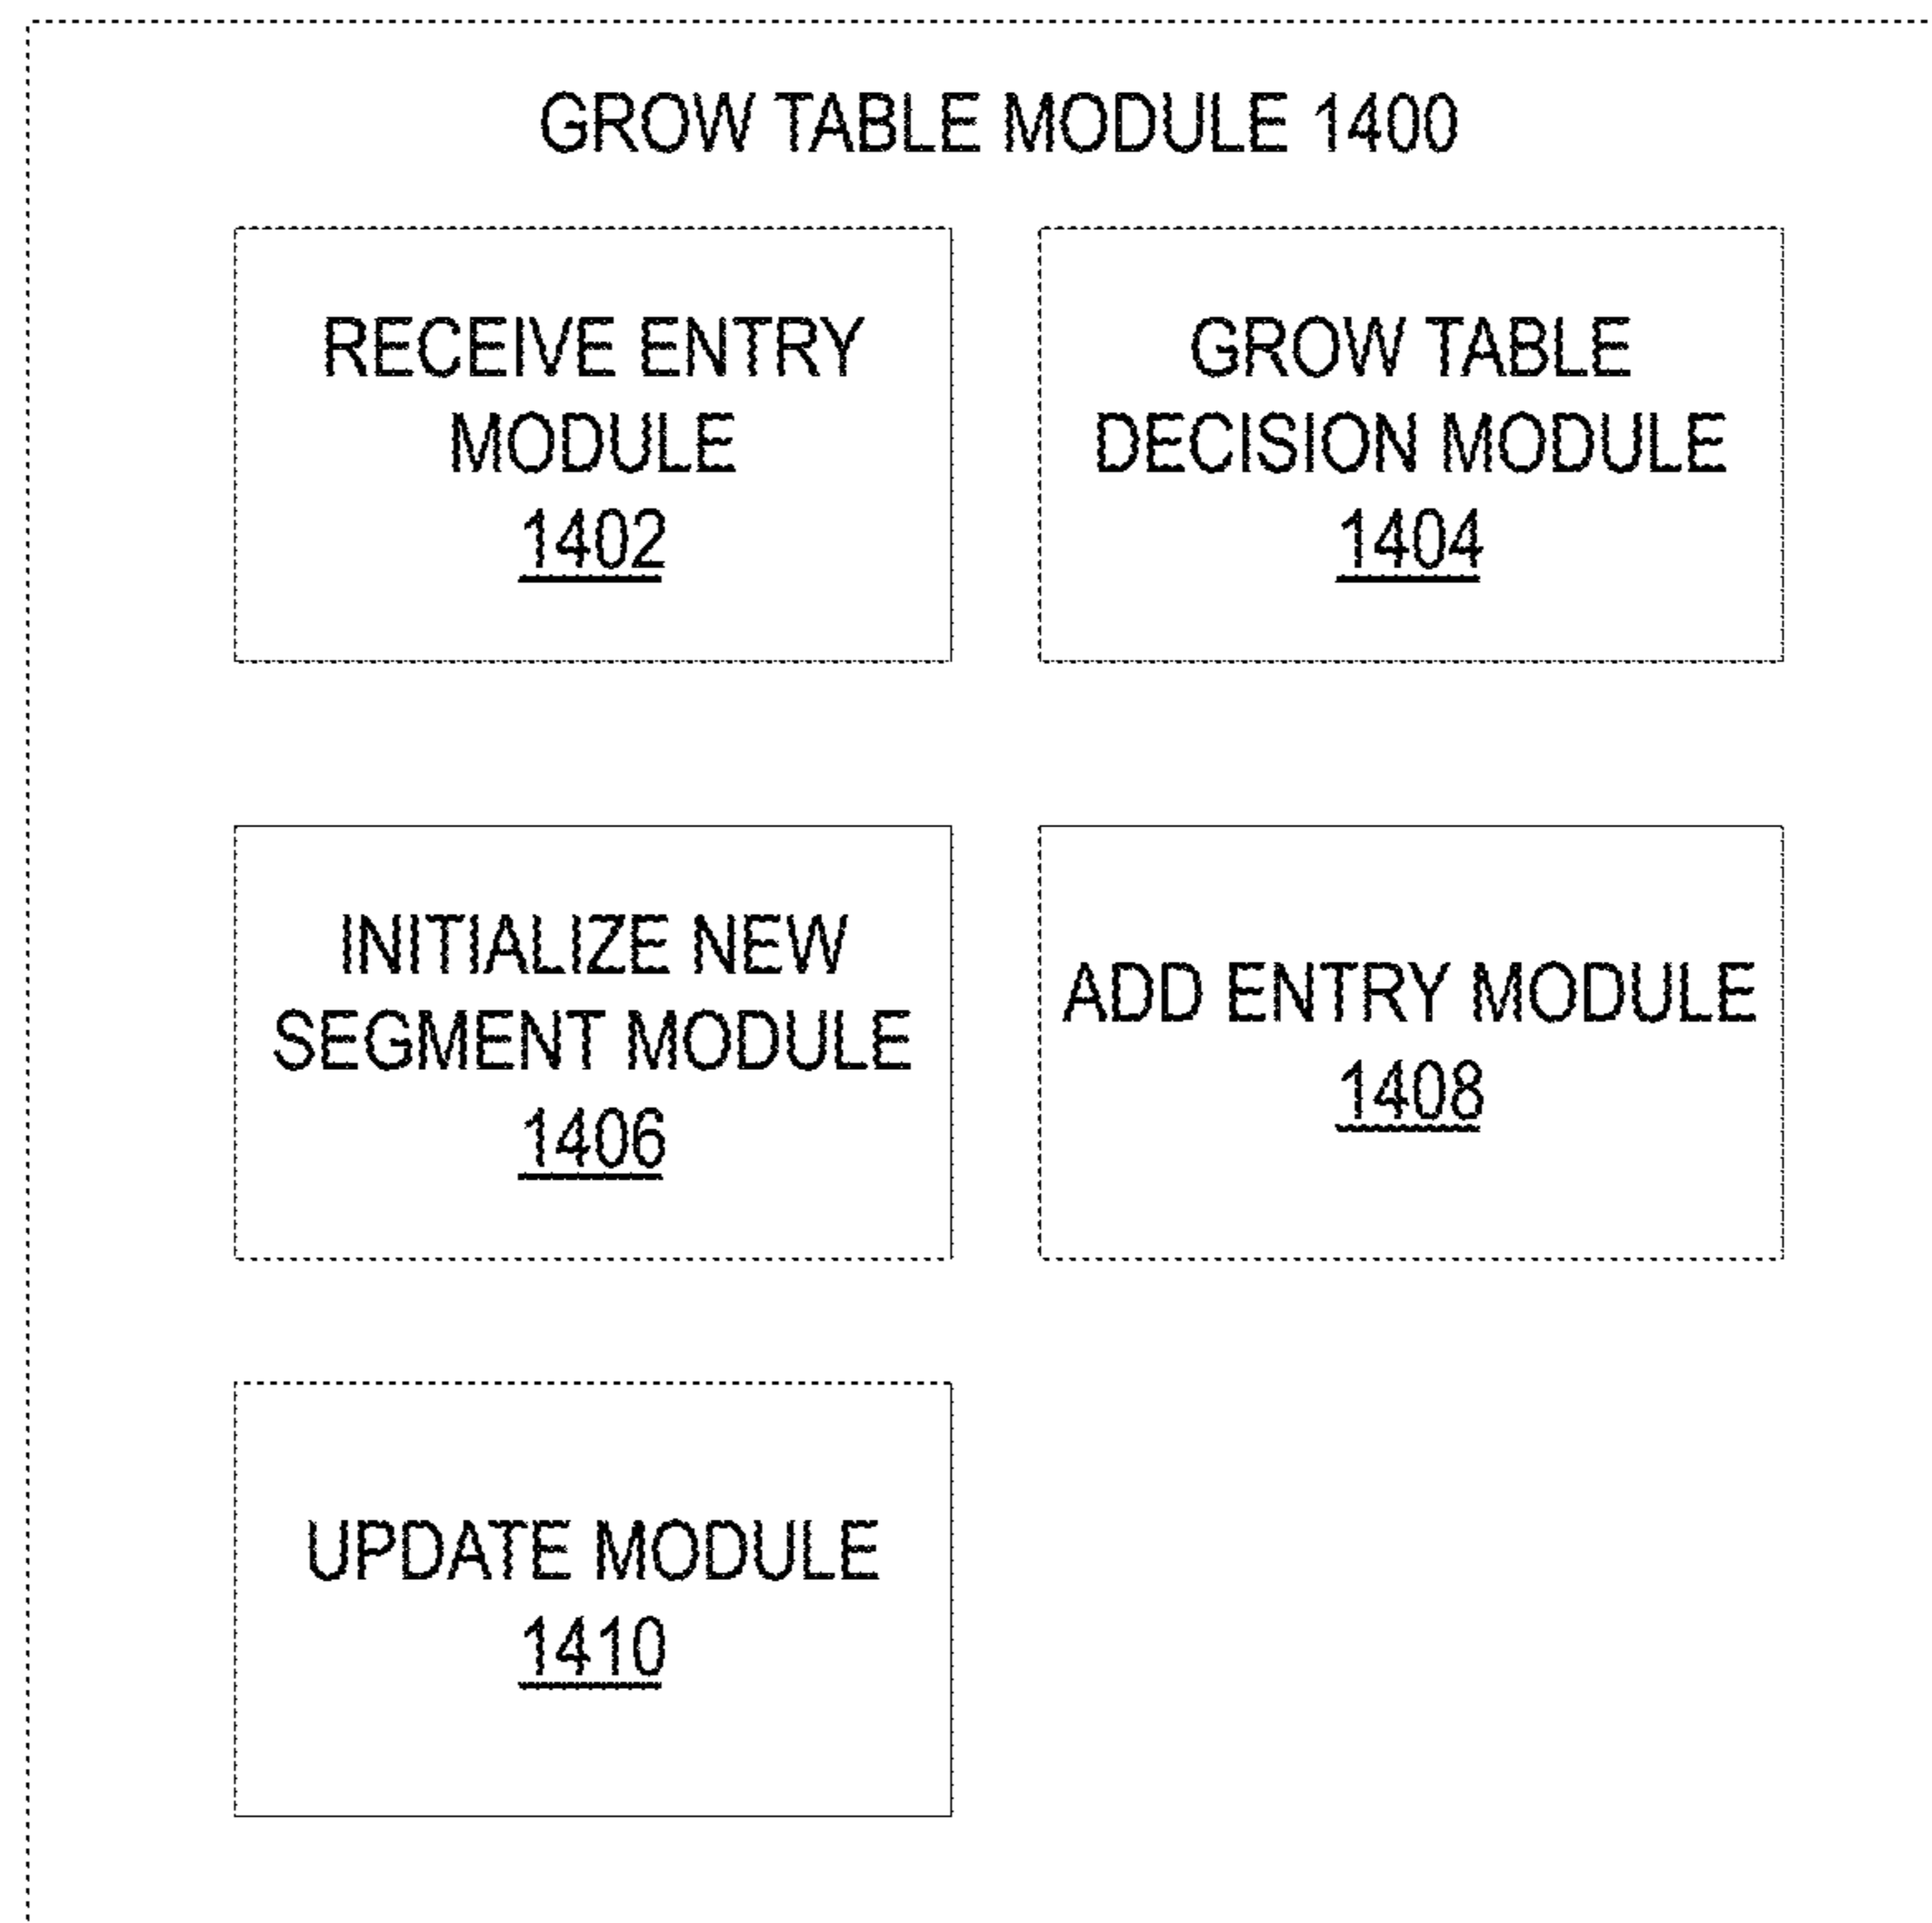 GROW TABLE MODULE 1400
RECEIVE ENTRY
MODULE
1402
GROW TABLE
DECISION MODULE
1404
INITIALIZE NEW
SEGMENT MODULE
1406
ADD ENTRY MODULE
1408
UPDATE MODULE
1410